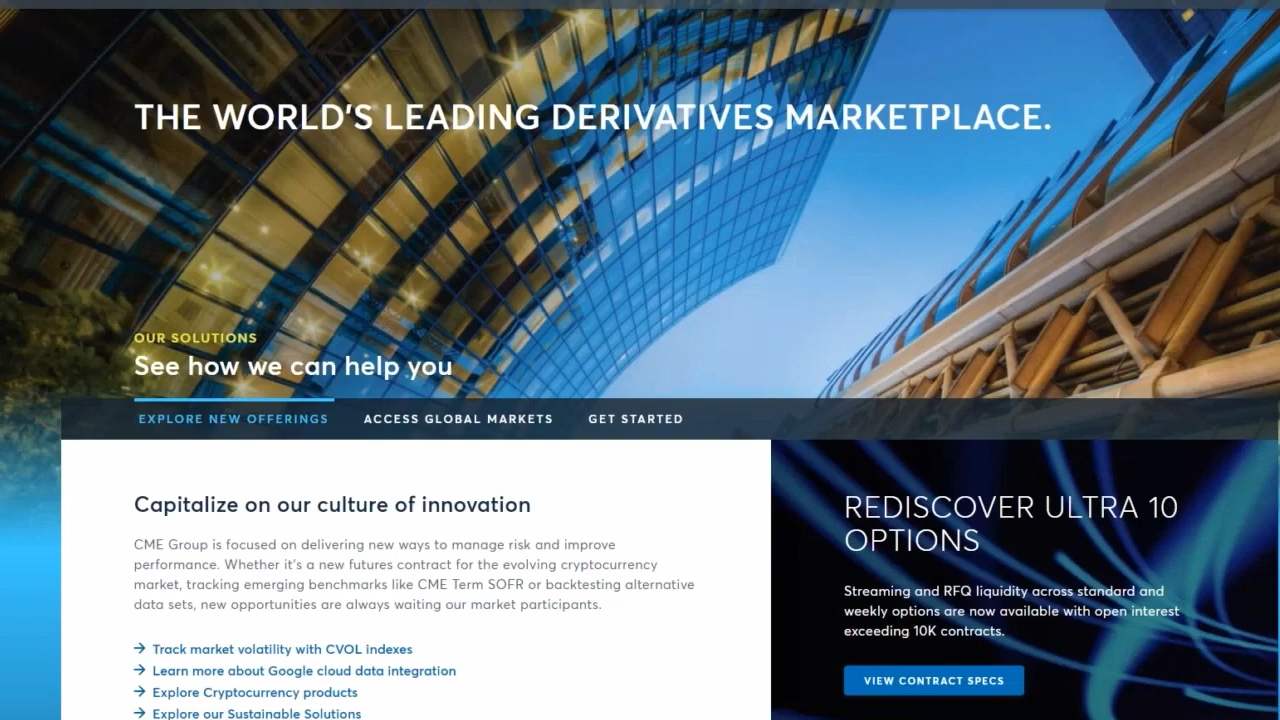 THE WORLD'S LEADING DERIVATIVES MARKETPLACE.
OUR SOLUTIONS
See how we can help you
EXPLORE NEW OFFERINGS
ACCESS GLOBAL MARKETS
GET STARTED
Capitalize on our culture of innovation
CME Group is focused on delivering new ways to manage risk and improve
performance. Whether it's a new futures contract for the evolving cryptocurrency
market, tracking emerging benchmarks like CME Term SOFR or backtesting alternative
data sets, new opportunities are always waiting our market participants.
→ Track market volatility with CVOL indexes
→ Learn more about Google cloud data integration
→ Explore Cryptocurrency products
→ Explore our Sustainable Solutions
REDISCOVER ULTRA 10
OPTIONS
Streaming and RFQ liquidity across standard and
weekly options are now available with open interest
exceeding 10K contracts.
VIEW CONTRACT SPECS